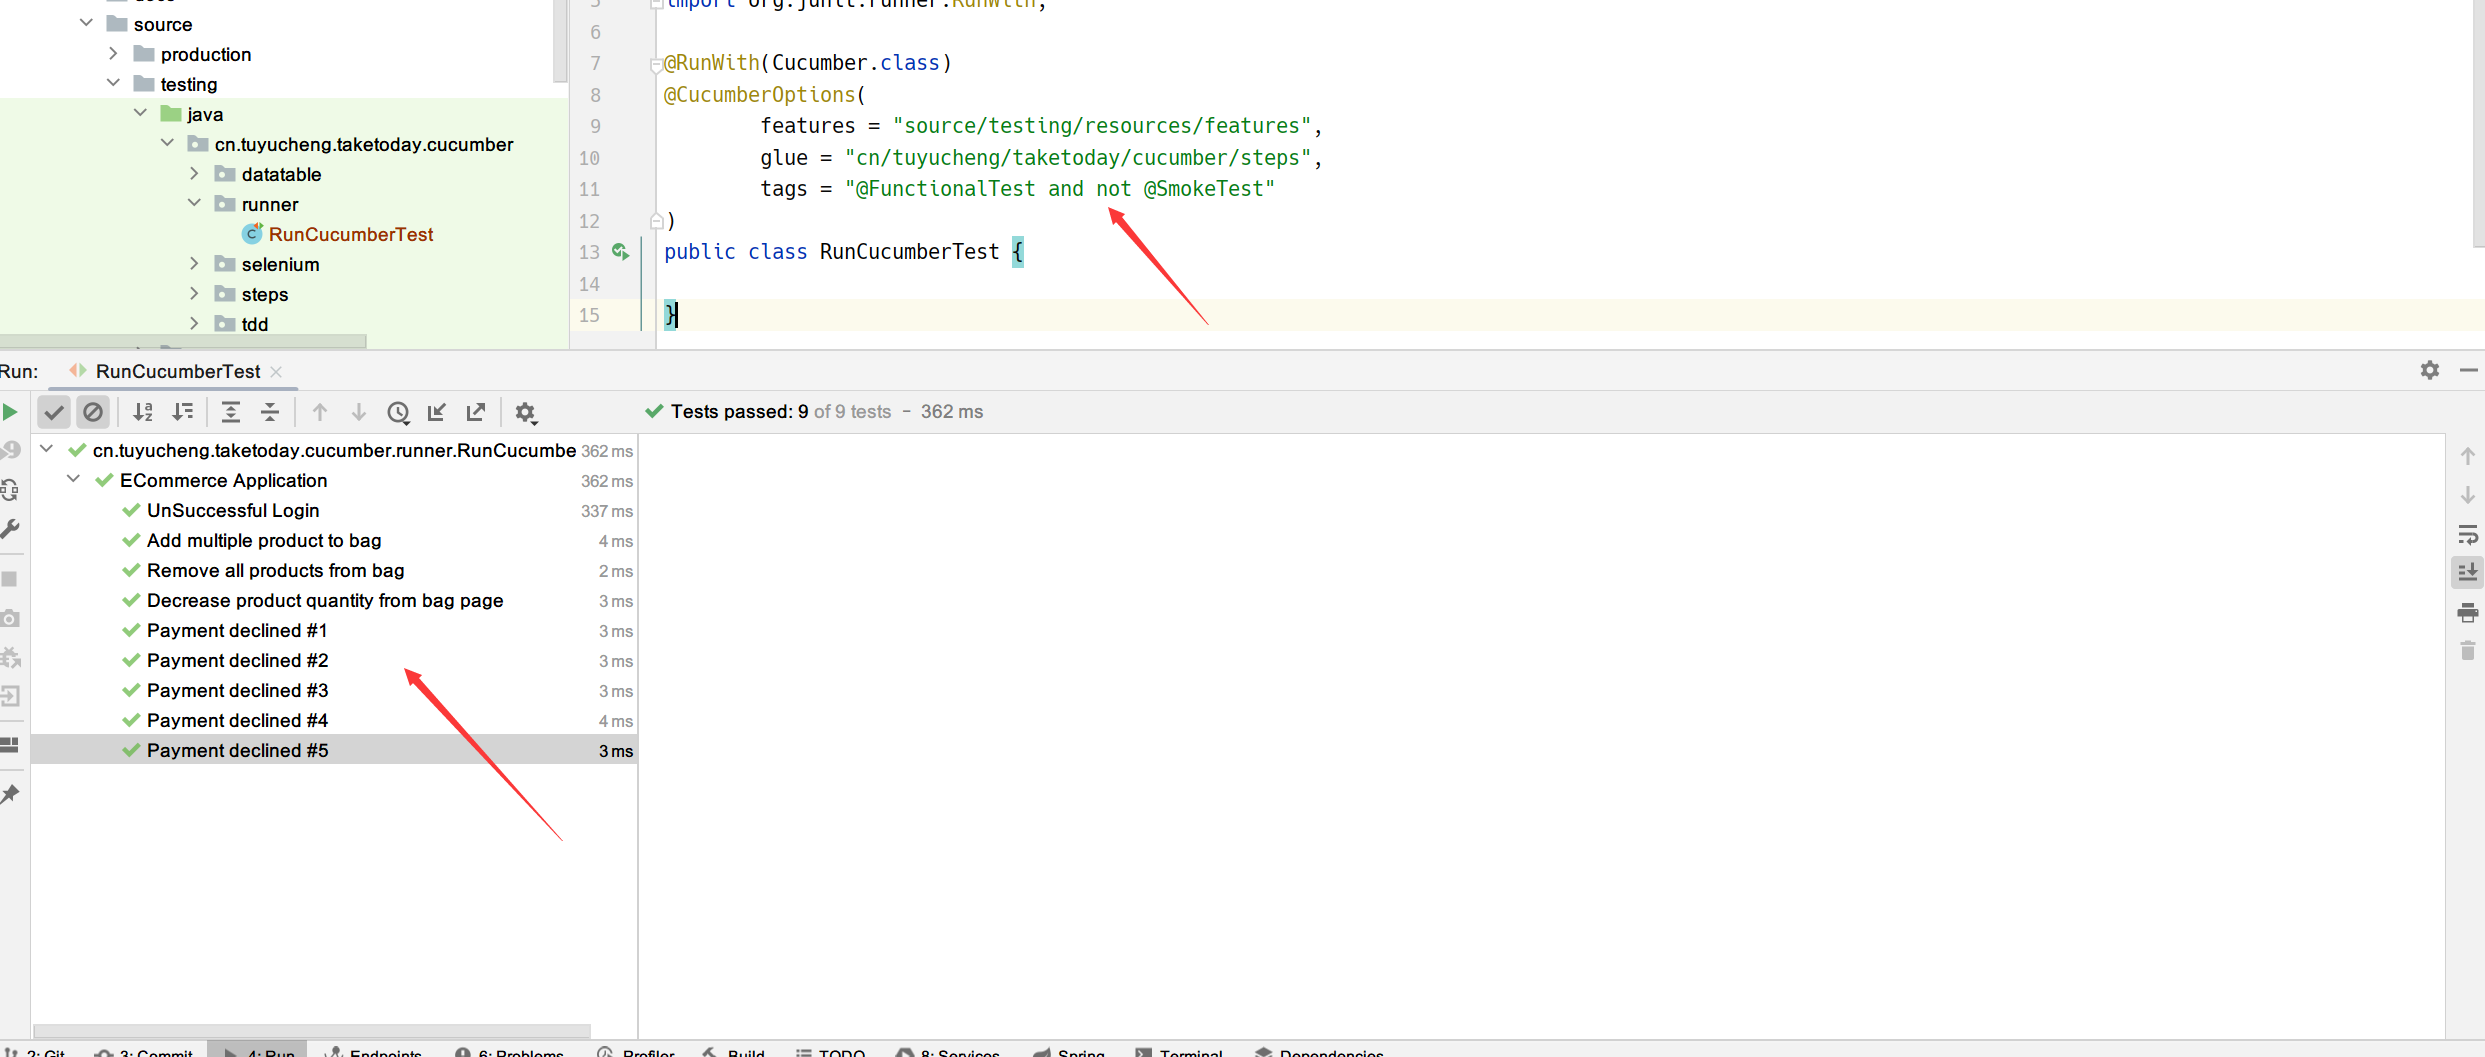 source
production
testing
java
cn.tuyucheng.taketoday.cucumber
datatable
runner
RunCucumberTest
selenium
steps
tdd
import org.junit.runner.RunWith;
6
7 @RunWith(Cucumber.class)
8 @CucumberOptions(
9 features = "source/testing/resources/features",
10 glue = "cn/tuyucheng/taketoday/cucumber/steps",
11 tags = "@FunctionalTest and not @SmokeTest"
12 )
13 public class RunCucumberTest {
14
15 }
Run: RunCucumberTest
Tests passed: 9 of 9 tests – 362 ms
cn.tuyucheng.taketoday.cucumber.runner.RunCucumbe 362 ms
ECommerce Application 362 ms
UnSuccessful Login 337 ms
Add multiple product to bag 4 ms
Remove all products from bag 2 ms
Decrease product quantity from bag page 3 ms
Payment declined #1 3 ms
Payment declined #2 3 ms
Payment declined #3 3 ms
Payment declined #4 4 ms
Payment declined #5 3 ms
2: Git 3: Commit 4: Run Endpoints 6: Problems Profiler Build TODO 8: Services Spring Terminal Dependencies